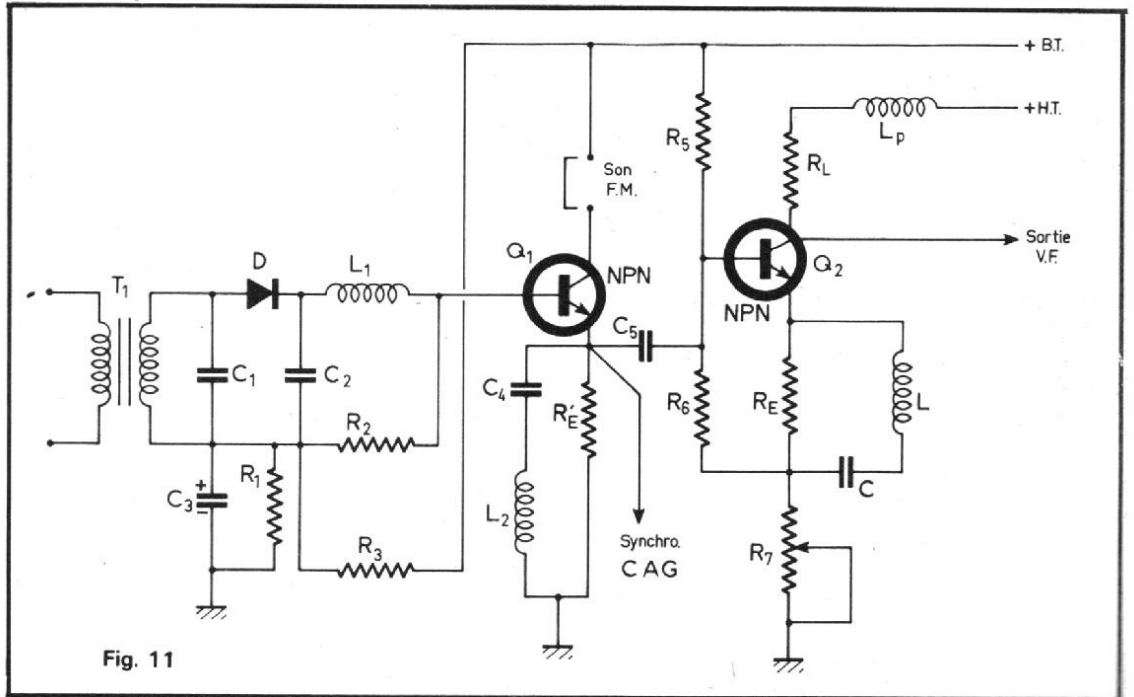 + B.T.
+ H.T.
Lp
R5
RL
Son
F.M.
Q1
NPN
Sortie
V.F.
Q2
NPN
T1
D
L1
C5
C1
C2
C4
R'E
R6
RE
L
R2
R1
C3
+
-
L2
C
R3
Synchro.
CAG
R7
Fig. 11